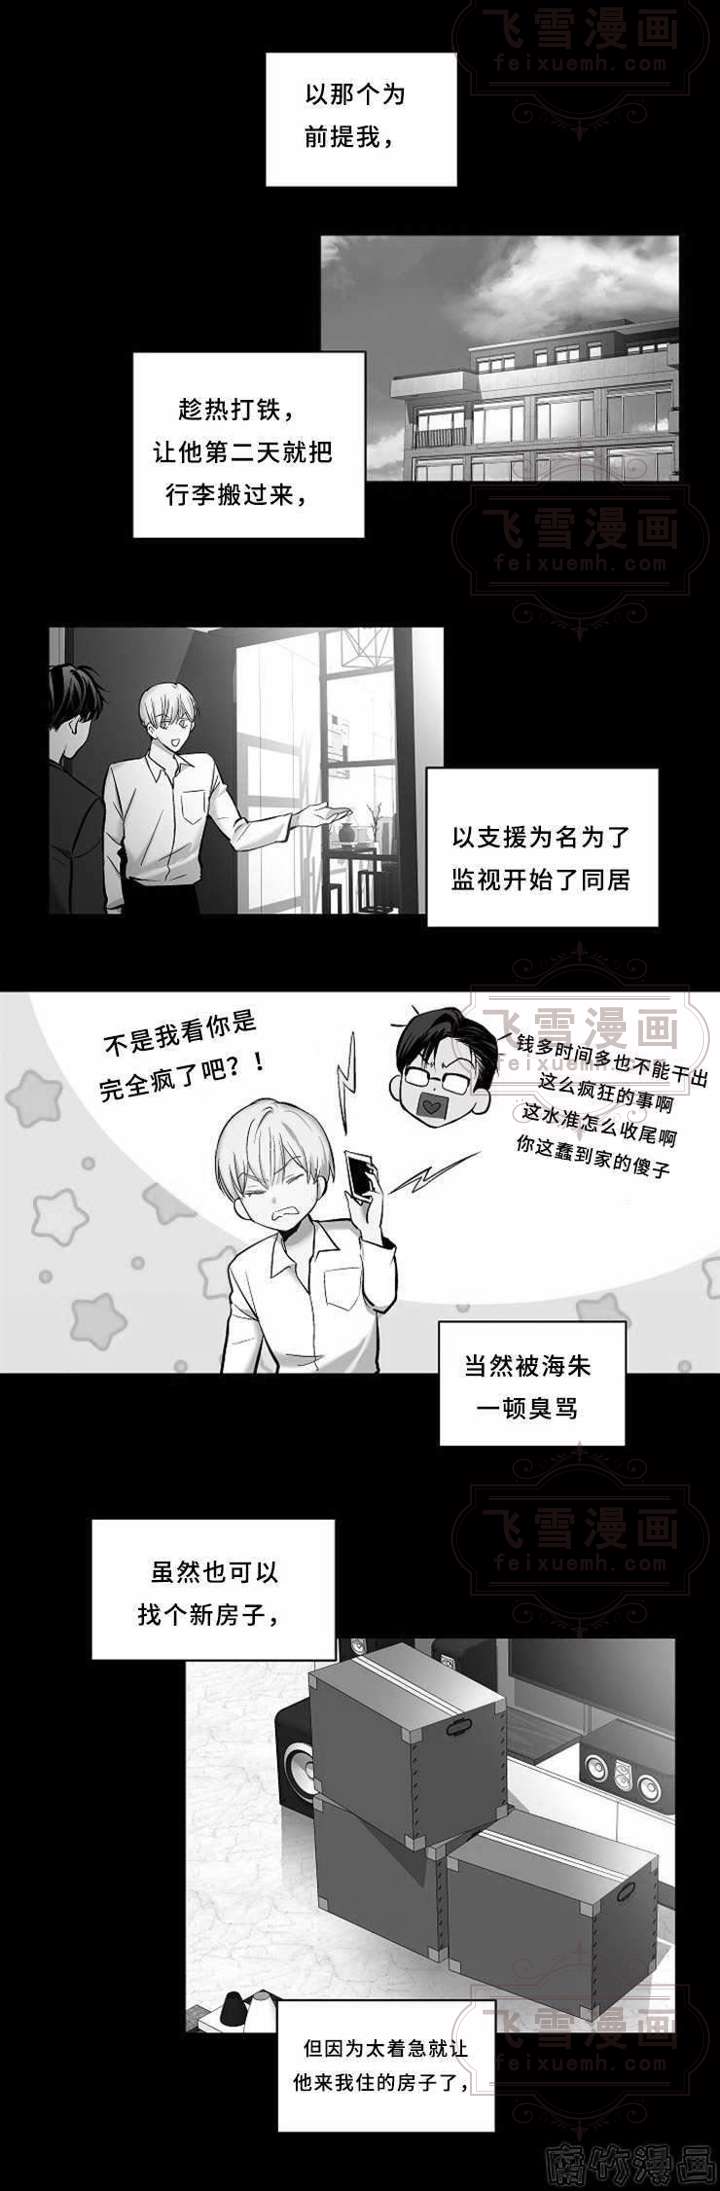 飞雪漫画
feixuemh.com
以那个为
前提我，
趁热打铁，
让他第二天就把
行李搬过来，
飞雪漫画
feixuemh.com
以支援为名为了
监视开始了同居
不是我看你是
完全疯了吧？！
飞雪漫画
feixuemh.com
钱多时间多也不能干出
这么疯狂的事啊
这水准怎么收尾啊
你这蠢到家的傻子
当然被海朱
一顿臭骂
飞雪漫画
feixuemh.com
虽然也可以
找个新房子，
但因为太着急就让
他来我住的房子了，
飞雪漫画
feixuemh.com
腐竹漫画